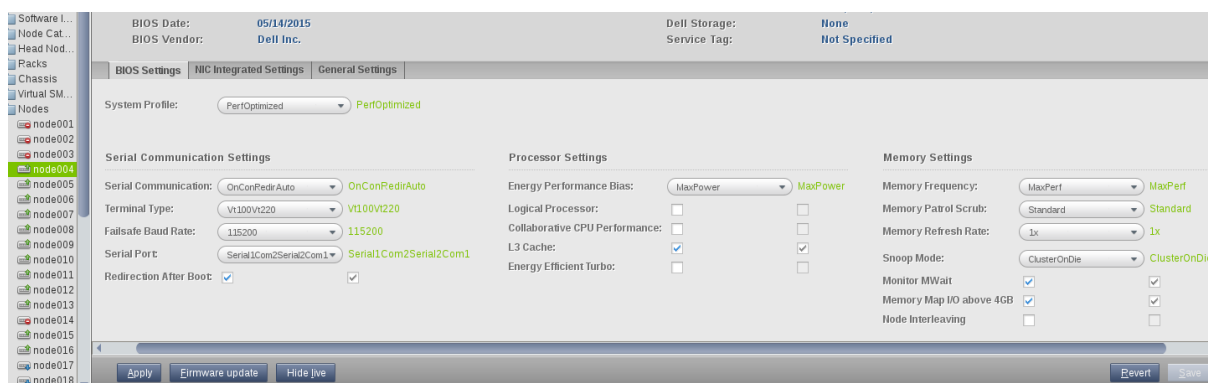 Software I...
Node Cat...
Head Nod...
Racks
Chassis
Virtual SM...
Nodes
node001
node002
node003
node004
node005
node006
node007
node008
node009
node010
node011
node012
node013
node014
node015
node016
node017
node018
BIOS Date: 05/14/2015 Dell Storage: None
BIOS Vendor: Dell Inc. Service Tag: Not Specified
BIOS Settings NIC Integrated Settings General Settings
System Profile: PerfOptimized PerfOptimized
Serial Communication Settings
Serial Communication: OnConRedirAuto OnConRedirAuto
Terminal Type: Vt100Vt220 Vt100Vt220
Failsafe Baud Rate: 115200 115200
Serial Port: Serial1Com2Serial2Com1 Serial1Com2Serial2Com1
Redirection After Boot:
Processor Settings
Energy Performance Bias: MaxPower MaxPower
Logical Processor:
Collaborative CPU Performance:
L3 Cache:
Energy Efficient Turbo:
Memory Settings
Memory Frequency: MaxPerf MaxPerf
Memory Patrol Scrub: Standard Standard
Memory Refresh Rate: 1x 1x
Snoop Mode: ClusterOnDie ClusterOnDie
Monitor MWait
Memory Map I/O above 4GB
Node Interleaving
Apply Firmware update Hide live Revert Save